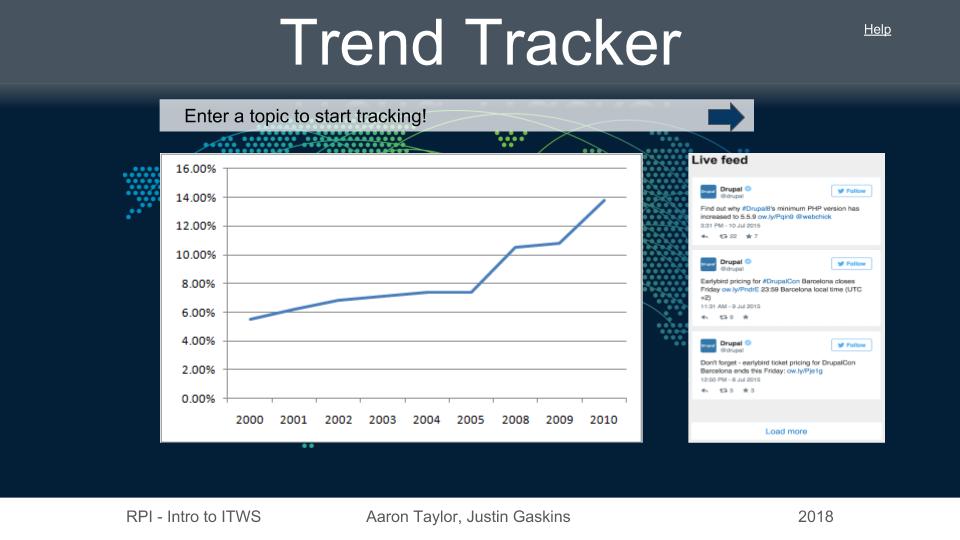 Trend Tracker
Help
Enter a topic to start tracking!
16.00%
14.00%
12.00%
10.00%
8.00%
6.00%
4.00%
2.00%
0.00%
2000 2001 2002 2003 2004 2005 2008 2009 2010
Live feed
Drupal
Follow
@drupal
Find out why #Drupal8's minimum PHP version has
increased to 5.5.9 ow.ly/Pqin9 @webchick
3:31 PM - 10 Jul 2015
22 7
Drupal
Follow
@drupal
Earlybird pricing for #DrupalCon Barcelona closes
Friday ow.ly/PndrE 23:59 Barcelona local time (UTC
+2)
11:31 AM - 9 Jul 2015
9
Drupal
Follow
@drupal
Don't forget - earlybird ticket pricing for DrupalCon
Barcelona ends this Friday: ow.ly/Pje1g
12:50 PM - 8 Jul 2015
3 3
Load more
RPI - Intro to ITWS
Aaron Taylor, Justin Gaskins
2018